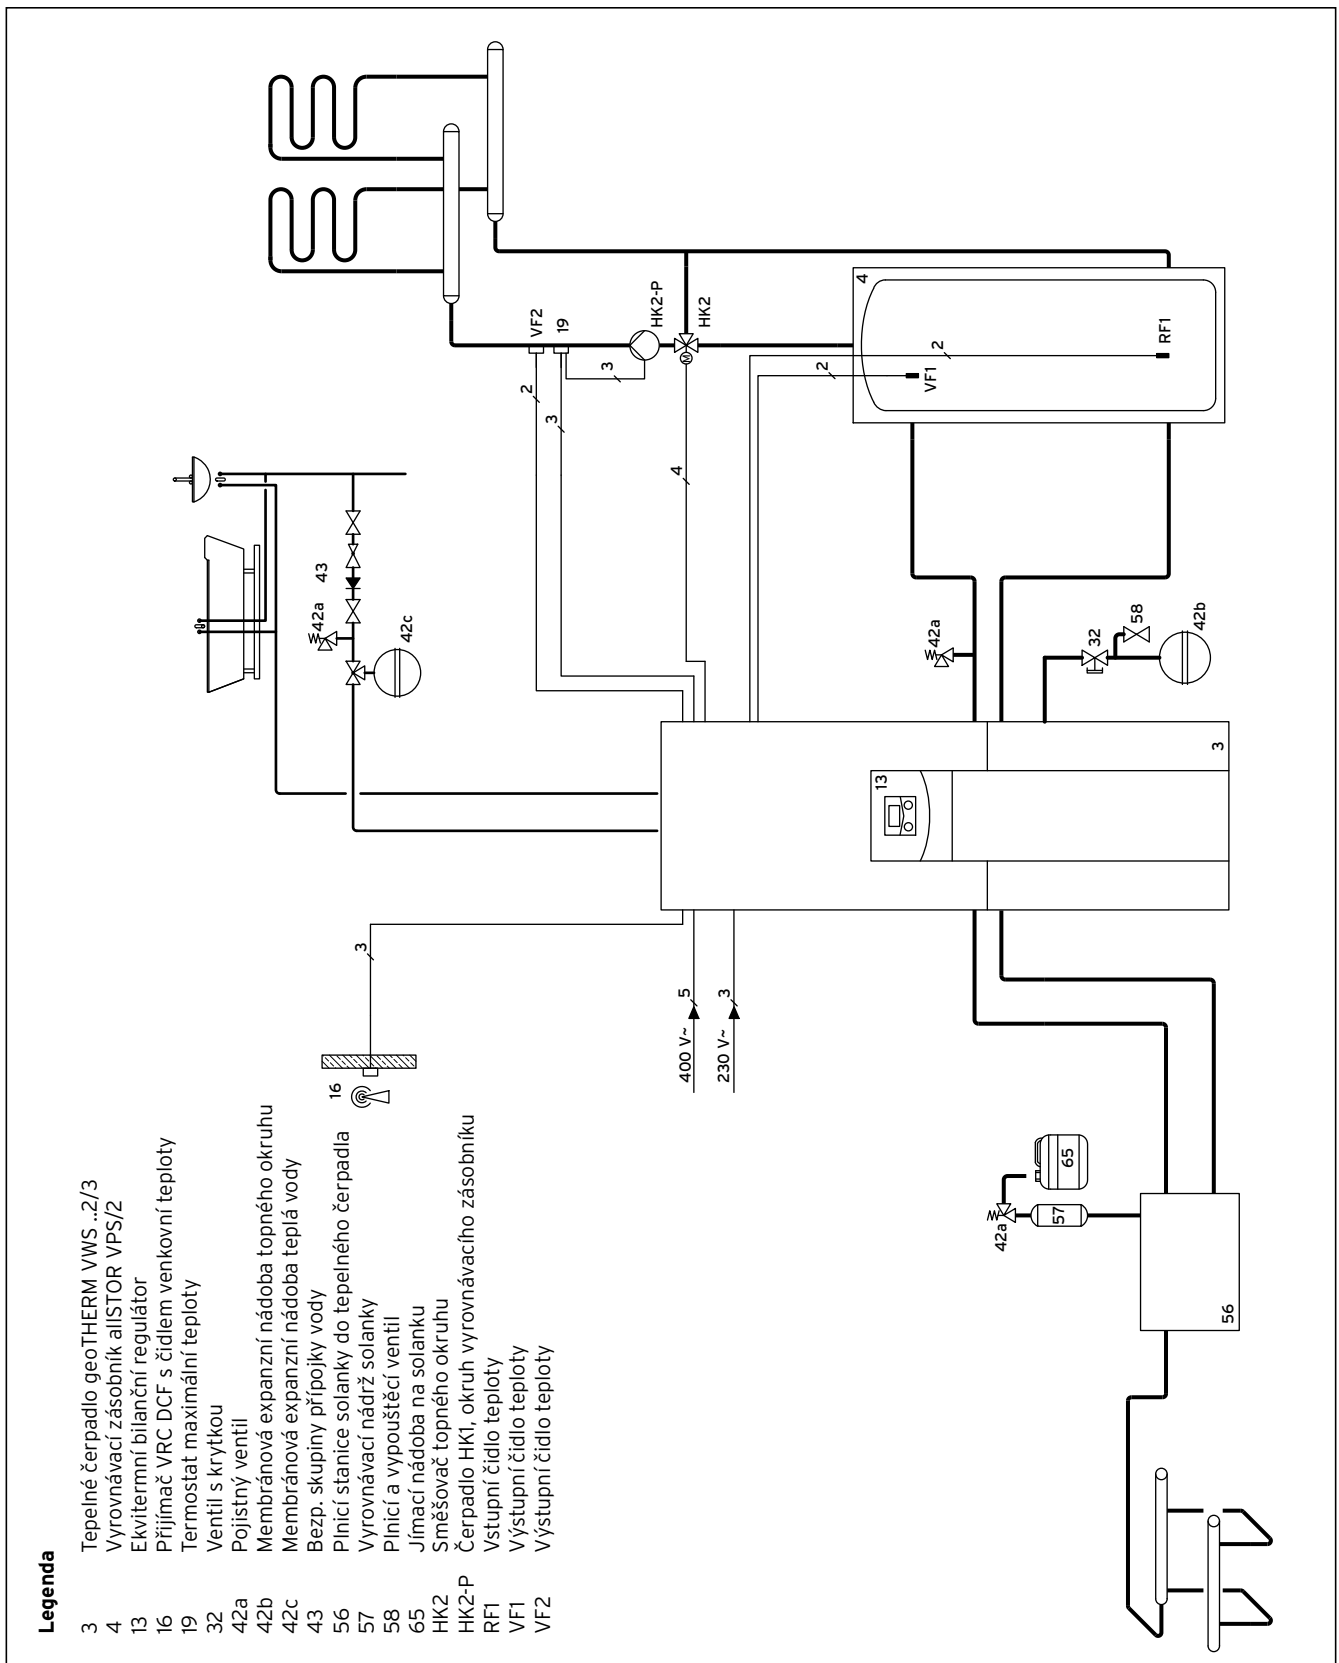 Legenda
3 Tepelné čerpadlo geoTHERM VWS ..2/3
4 Vyrovnávací zásobník allSTOR VPS/2
13 Ekvitermní bilanční regulátor
16 Přijímač VRC DCF s čidlem venkovní teploty
19 Termostat maximální teploty
32 Ventil s krytkou
42a Pojistný ventil
42b Membránová expanzní nádoba topného okruhu
42c Membránová expanzní nádoba teplá vody
43 Bezp. skupiny přípojky vody
56 Plnicí stanice solanky do tepelného čerpadla
57 Vyrovnávací nádrž solanky
58 Plnicí a vypouštěcí ventil
65 Jímací nádoba na solanku
HK2 Směšovač topného okruhu
HK2-P Čerpadlo HK1, okruh vyrovnávacího zásobníku
RF1 Vstupní čidlo teploty
VF1 Výstupní čidlo teploty
VF2 Výstupní čidlo teploty
16
3
42a
43
42c
VF2
19
2
3
3
HK2-P
HK2
M
4
400 V~
5
230 V~
3
2
2
4
VF1
RF1
13
3
42a
32
58
42b
42a
57
65
56